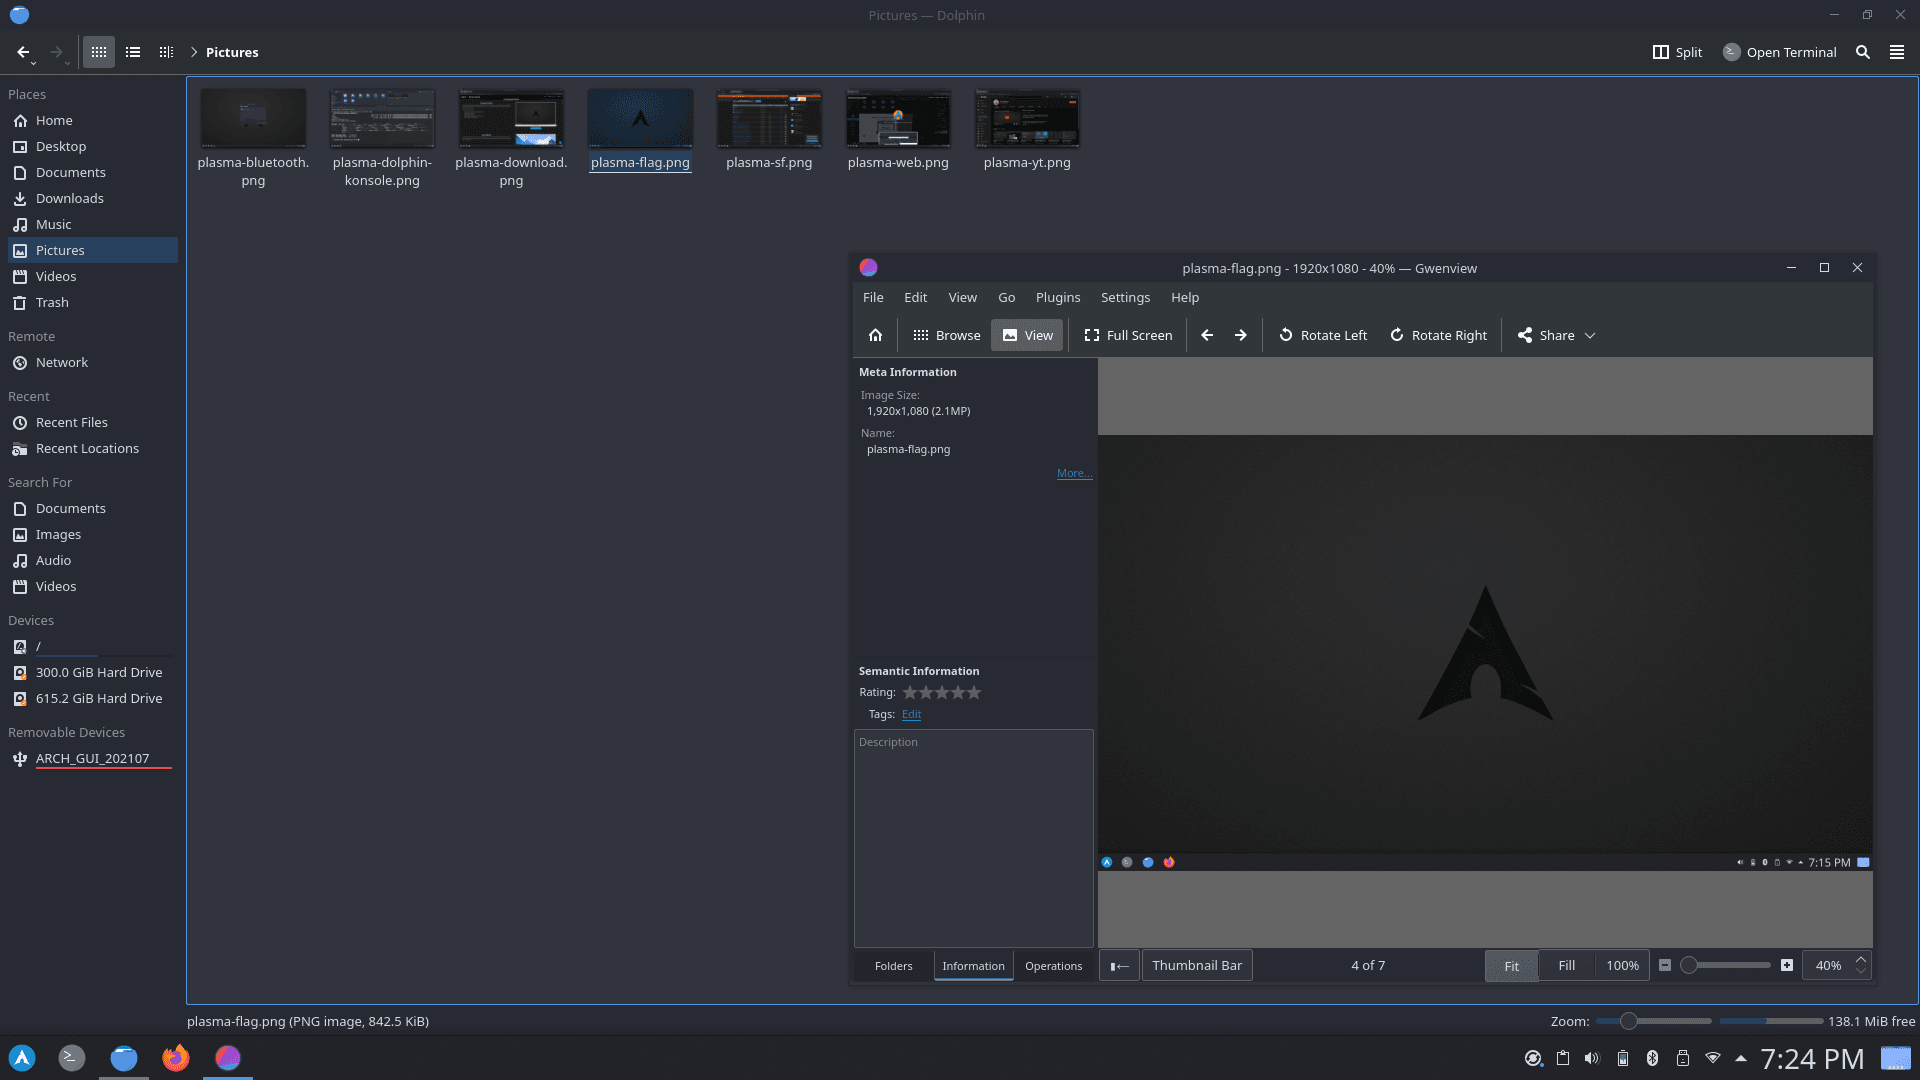 Pictures — Dolphin
Pictures
Split
Open Terminal
Places
Home
Desktop
Documents
Downloads
Music
Pictures
Videos
Trash
Remote
Network
Recent
Recent Files
Recent Locations
Search For
Documents
Images
Audio
Videos
Devices
/
300.0 GiB Hard Drive
615.2 GiB Hard Drive
Removable Devices
ARCH_GUI_202107
plasma-bluetooth.
png
plasma-dolphin-
konsole.png
plasma-download.
png
plasma-flag.png
plasma-sf.png
plasma-web.png
plasma-yt.png
plasma-flag.png - 1920x1080 - 40% — Gwenview
File Edit View Go Plugins Settings Help
Browse View Full Screen Rotate Left Rotate Right Share
Meta Information
Image Size:
1,920x1,080 (2.1MP)
Name:
plasma-flag.png
More...
Semantic Information
Rating:
Tags: Edit
Description
7:15 PM
Folders Information Operations
Thumbnail Bar
4 of 7
Fit Fill 100%
40%
plasma-flag.png (PNG image, 842.5 KiB)
Zoom:
138.1 MiB free
7:24 PM